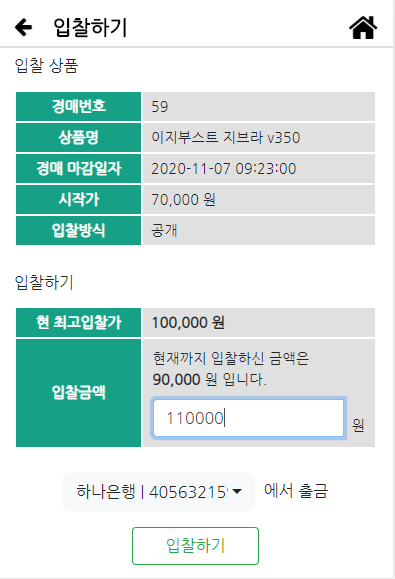 입찰하기
입찰 상품
경매번호 59
상품명 이지부스트 지브라 v350
경매 마감일자 2020-11-07 09:23:00
시작가 70,000 원
입찰방식 공개
입찰하기
현 최고입찰가 100,000 원
입찰금액
현재까지 입찰하신 금액은
90,000 원 입니다.
110000 원
하나은행 | 40563215 에서 출금
입찰하기